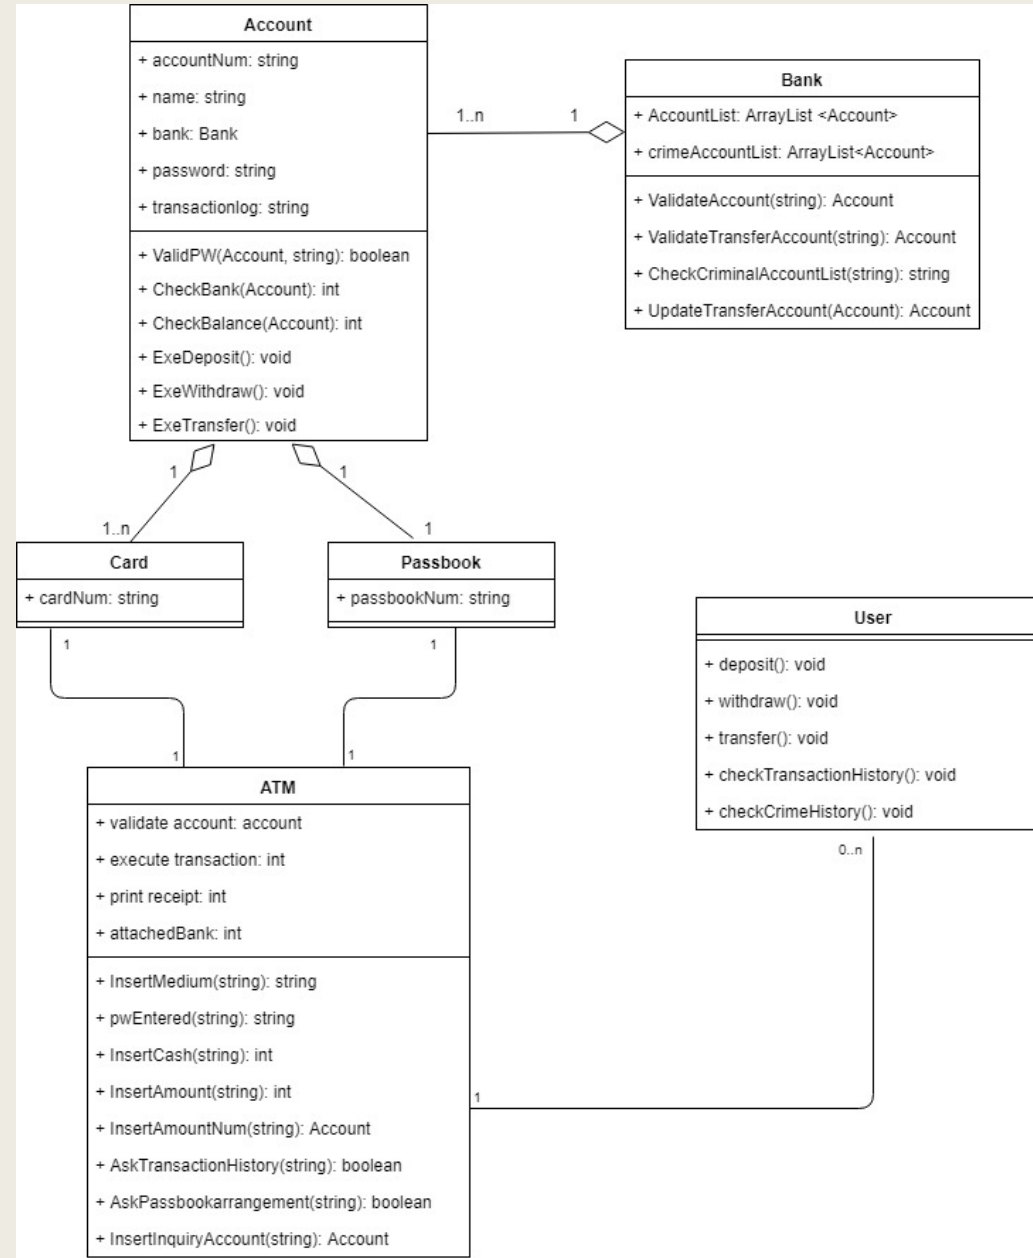 Account
+ accountNum: string
+ name: string
+ bank: Bank
+ password: string
+ transactionlog: string
+ ValidPW(Account, string): boolean
+ CheckBank(Account): int
+ CheckBalance(Account): int
+ ExeDeposit(): void
+ ExeWithdraw(): void
+ ExeTransfer(): void
1..n
1
Bank
+ AccountList: ArrayList <Account>
+ crimeAccountList: ArrayList<Account>
+ ValidateAccount(string): Account
+ ValidateTransferAccount(string): Account
+ CheckCriminalAccountList(string): string
+ UpdateTransferAccount(Account): Account
1
1
1..n
1
Card
+ cardNum: string
Passbook
+ passbookNum: string
1
1
1
1
User
+ deposit(): void
+ withdraw(): void
+ transfer(): void
+ checkTransactionHistory(): void
+ checkCrimeHistory(): void
0..n
1
ATM
+ validate account: account
+ execute transaction: int
+ print receipt: int
+ attachedBank: int
+ InsertMedium(string): string
+ pwEntered(string): string
+ InsertCash(string): int
+ InsertAmount(string): int
+ InsertAmountNum(string): Account
+ AskTransactionHistory(string): boolean
+ AskPassbookarrangement(string): boolean
+ InsertInquiryAccount(string): Account